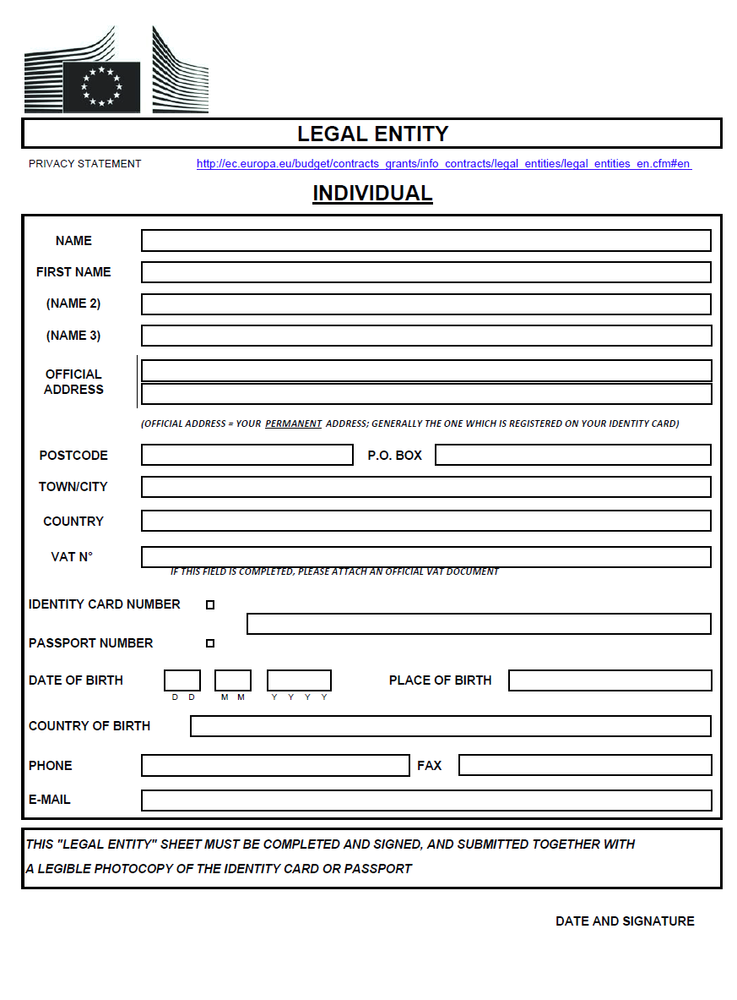 LEGAL ENTITY
PRIVACY STATEMENT http://ec.europa.eu/budget/contracts_grants/info_contracts/legal_entities/legal_entities_en.cfm#en
INDIVIDUAL
NAME
FIRST NAME
(NAME 2)
(NAME 3)
OFFICIAL
ADDRESS
(OFFICIAL ADDRESS = YOUR PERMANENT ADDRESS; GENERALLY THE ONE WHICH IS REGISTERED ON YOUR IDENTITY CARD)
POSTCODE P.O. BOX
TOWN/CITY
COUNTRY
VAT N°
IF THIS FIELD IS COMPLETED, PLEASE ATTACH AN OFFICIAL VAT DOCUMENT
IDENTITY CARD NUMBER
PASSPORT NUMBER
DATE OF BIRTH PLACE OF BIRTH
D D M M Y Y Y Y
COUNTRY OF BIRTH
PHONE FAX
E-MAIL
THIS "LEGAL ENTITY" SHEET MUST BE COMPLETED AND SIGNED, AND SUBMITTED TOGETHER WITH
A LEGIBLE PHOTOCOPY OF THE IDENTITY CARD OR PASSPORT
DATE AND SIGNATURE